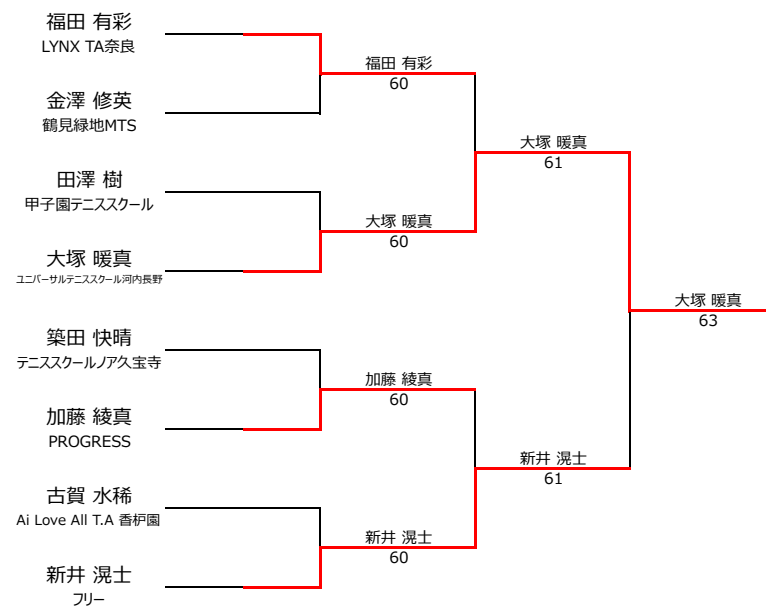 福田 有彩
LYNX TA奈良
金澤 修英
鶴見緑地MTS
田澤 樹
甲子園テニススクール
大塚 暖真
ユニバーサルテニススクール河内長野
築田 快晴
テニススクールノア久宝寺
加藤 綾真
PROGRESS
古賀 水稀
Ai Love All T.A 香枦園
新井 滉士
フリー
福田 有彩
60
大塚 暖真
60
加藤 綾真
60
新井 滉士
60
大塚 暖真
61
新井 滉士
61
大塚 暖真
63